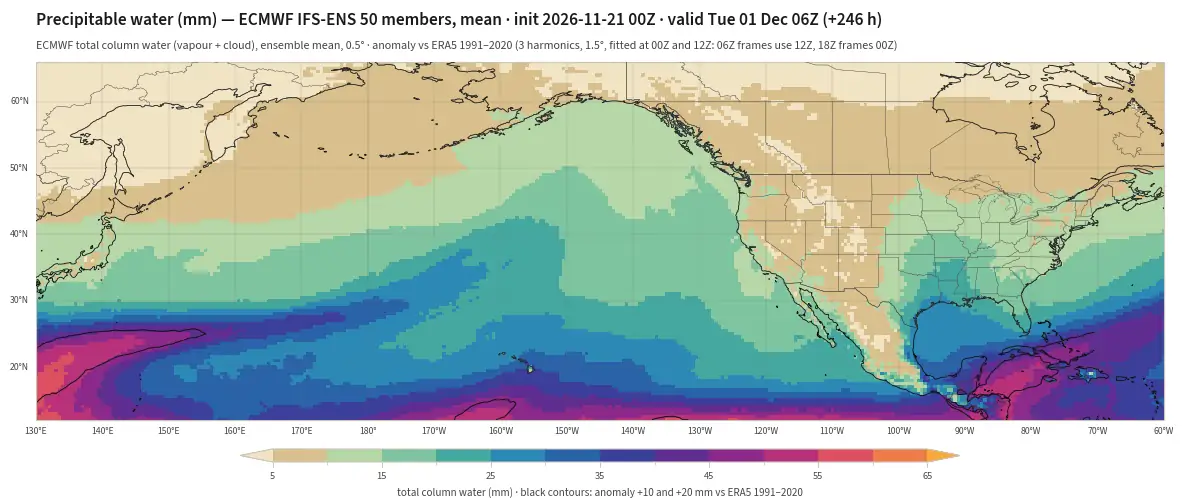 Precipitable water (mm) — ECMWF IFS-ENS 50 members, mean · init 2026-11-21 00Z · valid Tue 01 Dec 06Z (+246 h)
ECMWF total column water (vapour + cloud), ensemble mean, 0.5° · anomaly vs ERA5 1991–2020 (3 harmonics, 1.5°, fitted at 00Z and 12Z: 06Z frames use 12Z, 18Z frames 00Z)
60°N
50°N
40°N
30°N
20°N
130°E 140°E 150°E 160°E 170°E 180° 170°W 160°W 150°W 140°W 130°W 120°W 110°W 100°W 90°W 80°W 70°W 60°W
5 15 25 35 45 55 65
total column water (mm) · black contours: anomaly +10 and +20 mm vs ERA5 1991–2020